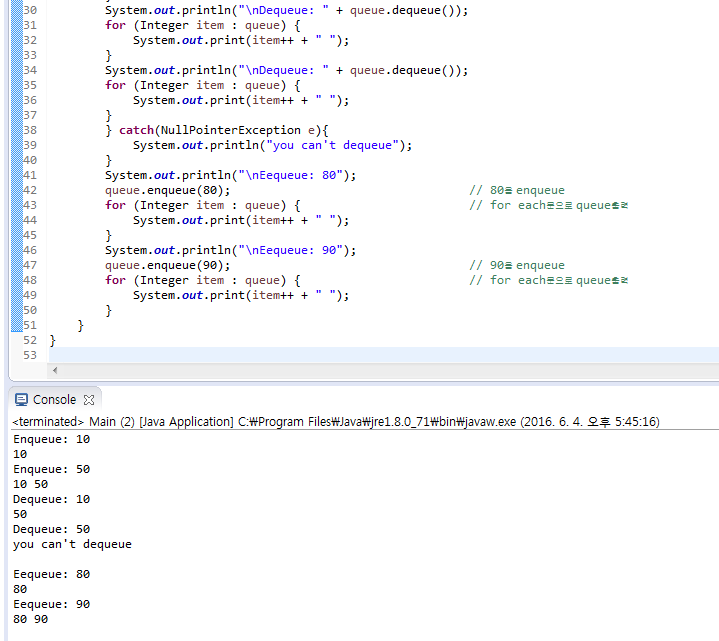 30 System.out.println("\nDequeue: " + queue.dequeue());
31 for (Integer item : queue) {
32 System.out.print(item++ + " ");
33 }
34 System.out.println("\nDequeue: " + queue.dequeue());
35 for (Integer item : queue) {
36 System.out.print(item++ + " ");
37 }
38 } catch(NullPointerException e){
39 System.out.println("you can't dequeue");
40 }
41 System.out.println("\nEequeue: 80");
42 queue.enqueue(80); // 80를 enqueue
43 for (Integer item : queue) { // for each문으로 queue출력
44 System.out.print(item++ + " ");
45 }
46 System.out.println("\nEequeue: 90");
47 queue.enqueue(90); // 90를 enqueue
48 for (Integer item : queue) { // for each문으로 queue출력
49 System.out.print(item++ + " ");
50 }
51 }
52 }
53
Console
<terminated> Main (2) [Java Application] C:₩Program Files₩Java₩jre1.8.0_71₩bin₩javaw.exe (2016. 6. 4. 오후 5:45:16)
Enqueue: 10
10
Enqueue: 50
10 50
Dequeue: 10
50
Dequeue: 50
you can't dequeue
Eequeue: 80
80
Eequeue: 90
80 90